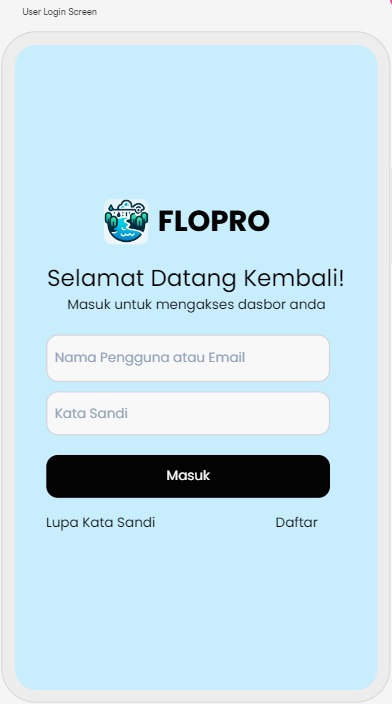 User Login Screen
FLOPRO
Selamat Datang Kembali!
Masuk untuk mengakses dasbor anda
Nama Pengguna atau Email
Kata Sandi
Masuk
Lupa Kata Sandi Daftar